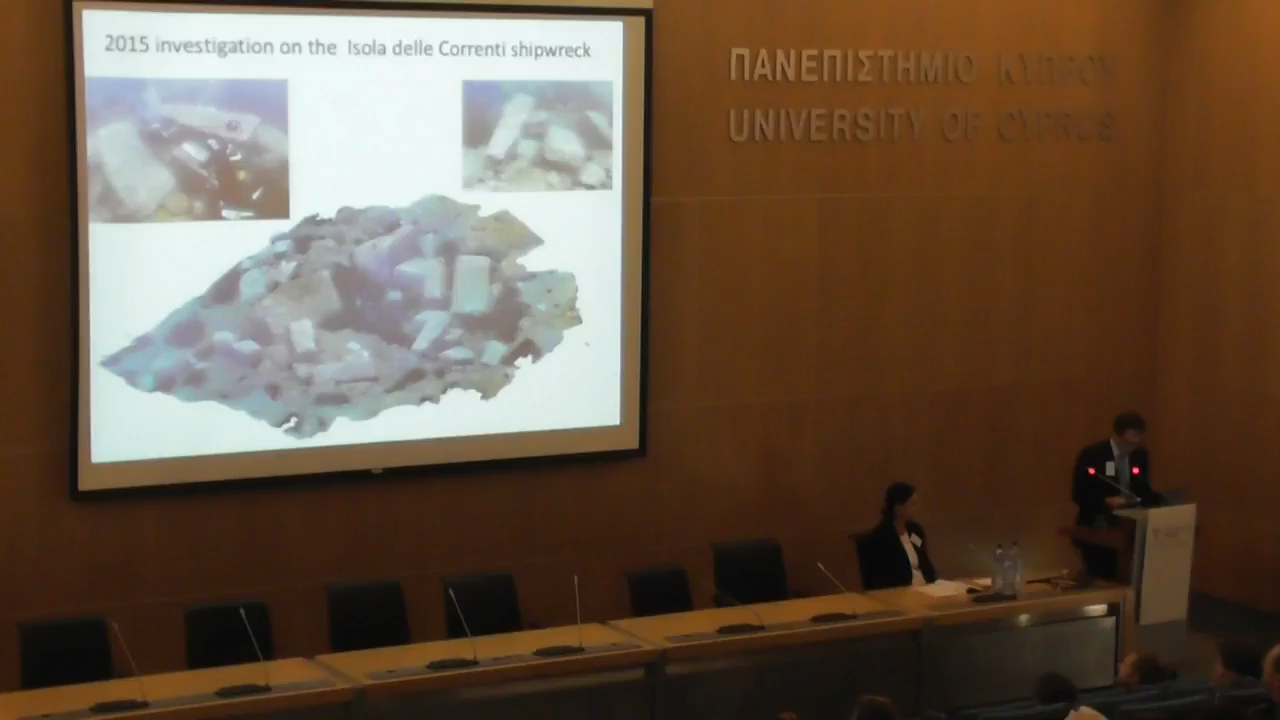 2015 investigation on the Isola delle Correnti shipwreck
ΠΑΝΕΠΙΣΤΗΜΙΟ ΚΥΠΡΟΥ
UNIVERSITY OF CYPRUS